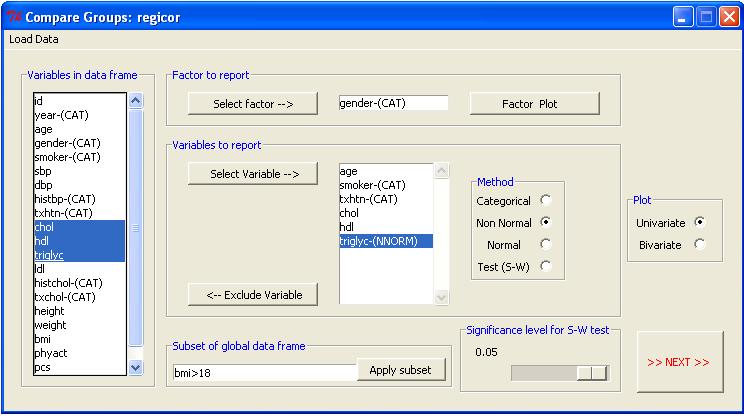 Compare Groups: regicor
Load Data
Variables in data frame
id
year-(CAT)
age
gender-(CAT)
smoker-(CAT)
sbp
dbp
histbp-(CAT)
txhtn-(CAT)
chol
hdl
triglyc
ldl
histchol-(CAT)
txchol-(CAT)
height
weight
bmi
phyact
pcs
Factor to report
Select factor -->
gender-(CAT)
Factor Plot
Variables to report
Select Variable -->
<-- Exclude Variable
age
smoker-(CAT)
txhtn-(CAT)
chol
hdl
triglyc-(NNORM)
Method
Categorical
Non Normal
Normal
Test (S-W)
Plot
Univariate
Bivariate
Subset of global data frame
bmi>18
Apply subset
Significance level for S-W test
0.05
>> NEXT >>